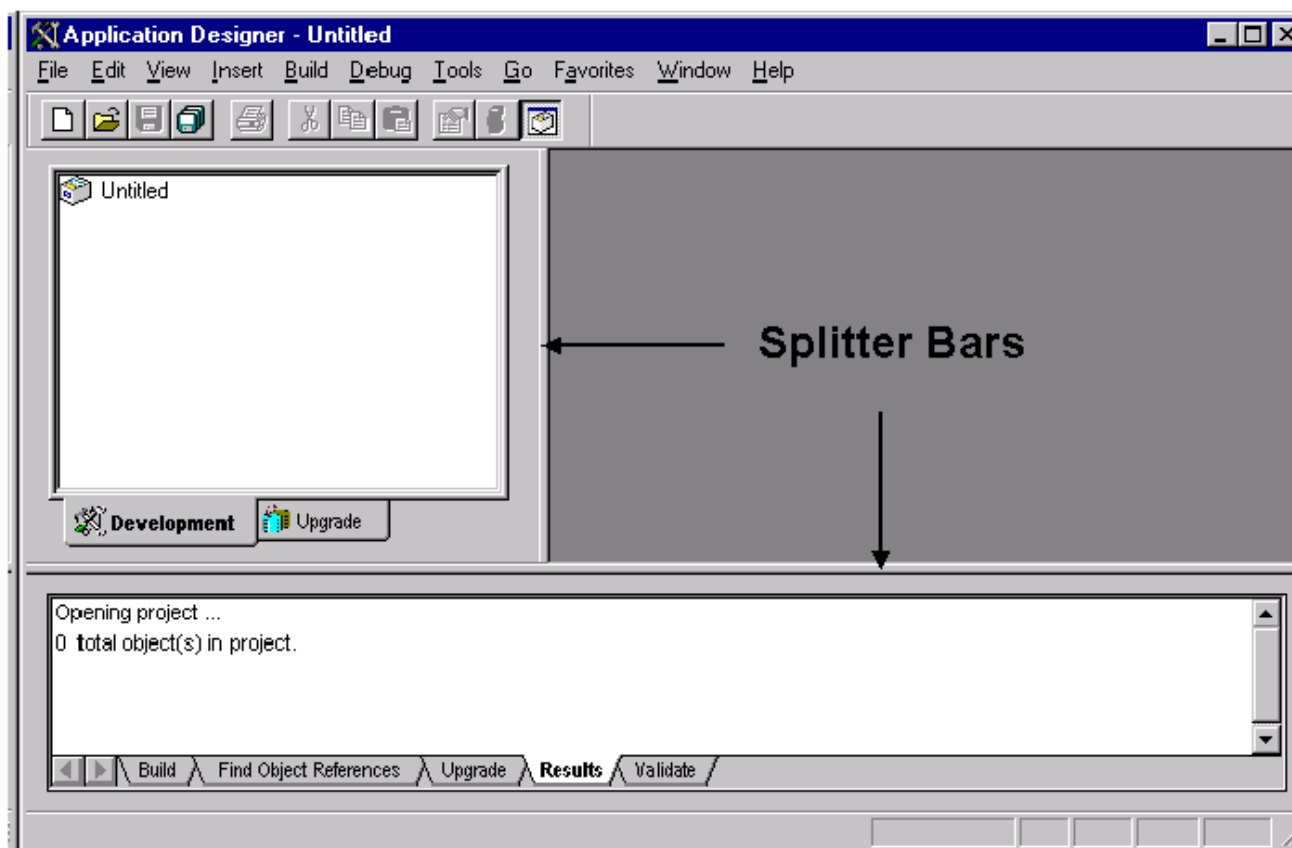 Application Designer - Untitled
File Edit View Insert Build Debug Tools Go Favorites Window Help
Untitled
Splitter Bars
Development Upgrade
Opening project ...
0 total object(s) in project.
Build Find Object References Upgrade Results Validate